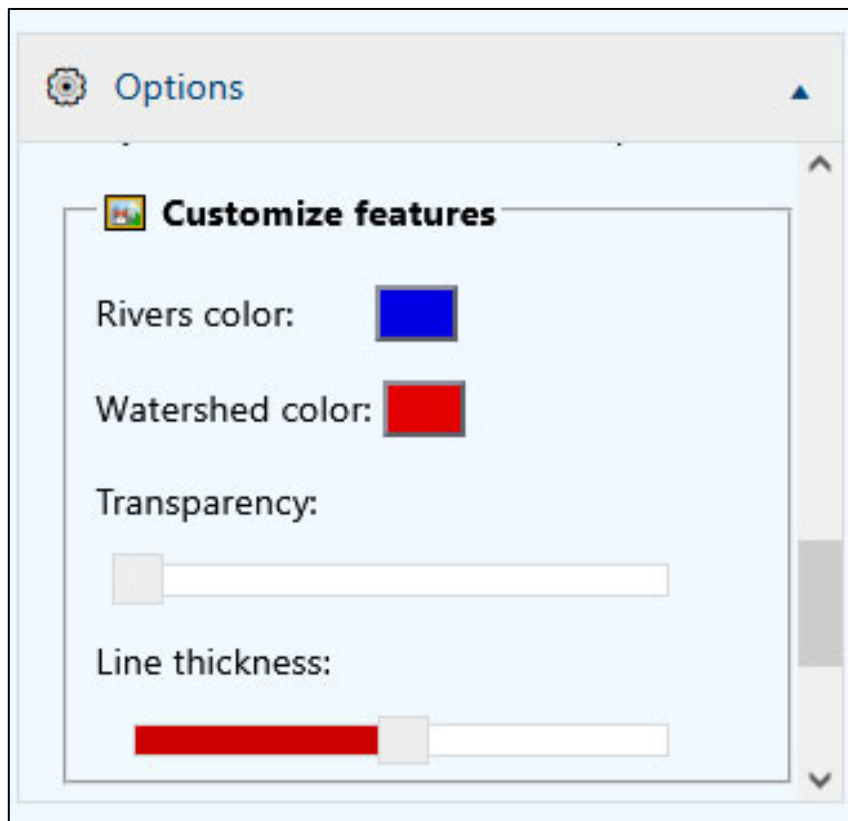 Options
Customize features
Rivers color:
Watershed color:
Transparency:
Line thickness: